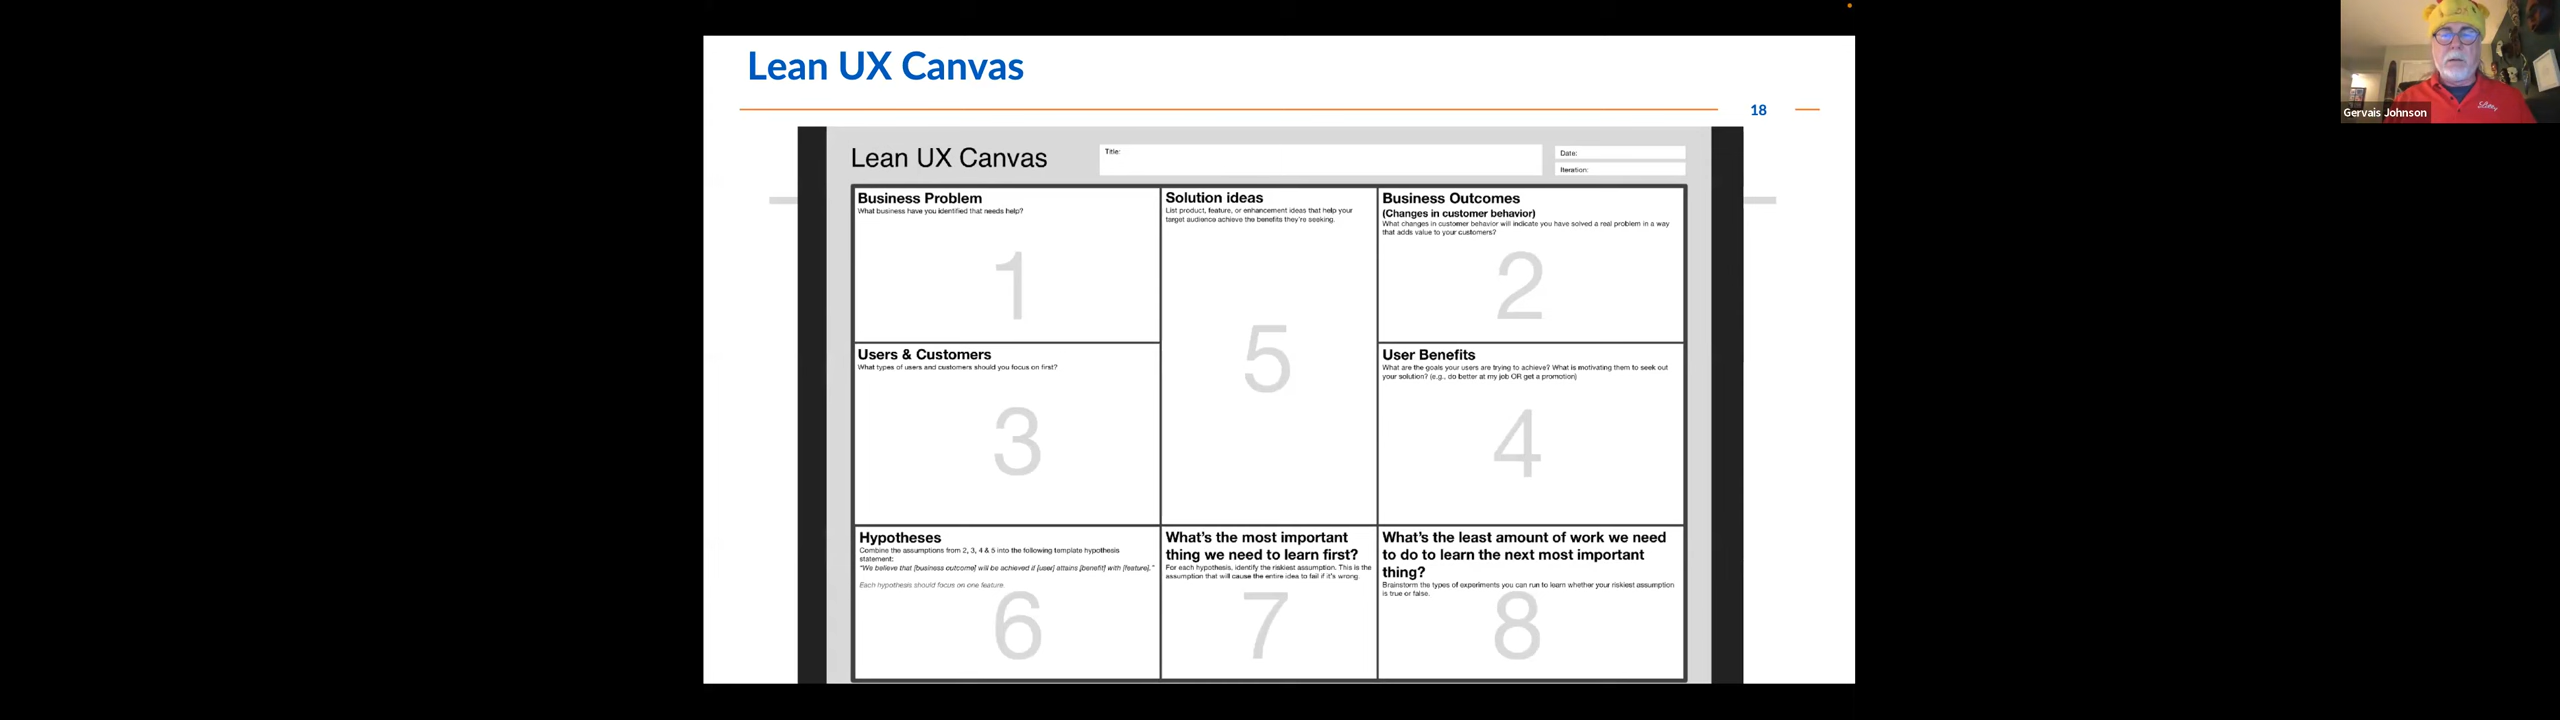 Lean UX Canvas
18
Gervais Johnson
Lean UX Canvas
Title:
Date:
Iteration:
Business Problem
What business have you identified that needs help?
1
Solution ideas
List product, feature, or enhancement ideas that help your
target audience achieve the benefits they're seeking.
5
Business Outcomes
(Changes in customer behavior)
What changes in customer behavior will indicate you have solved a real problem in a way
that adds value to your customers?
2
Users & Customers
What types of users and customers should you focus on first?
3
User Benefits
What are the goals your users are trying to achieve? What is motivating them to seek out
your solution? (e.g., do better at my job OR get a promotion)
4
Hypotheses
Combine the assumptions from 2, 3, 4 & 5 into the following template hypothesis
statement:
"We believe that [business outcome] will be achieved if [user] attains [benefit] with [feature]."
Each hypothesis should focus on one feature
6
What's the most important
thing we need to learn first?
For each hypothesis, identify the riskiest assumption. This is the
assumption that will cause the entire idea to fail if it's wrong.
7
What's the least amount of work we need
to do to learn the next most important
thing?
Brainstorm the types of experiments you can run to learn whether your riskiest assumption
is true or false.
8